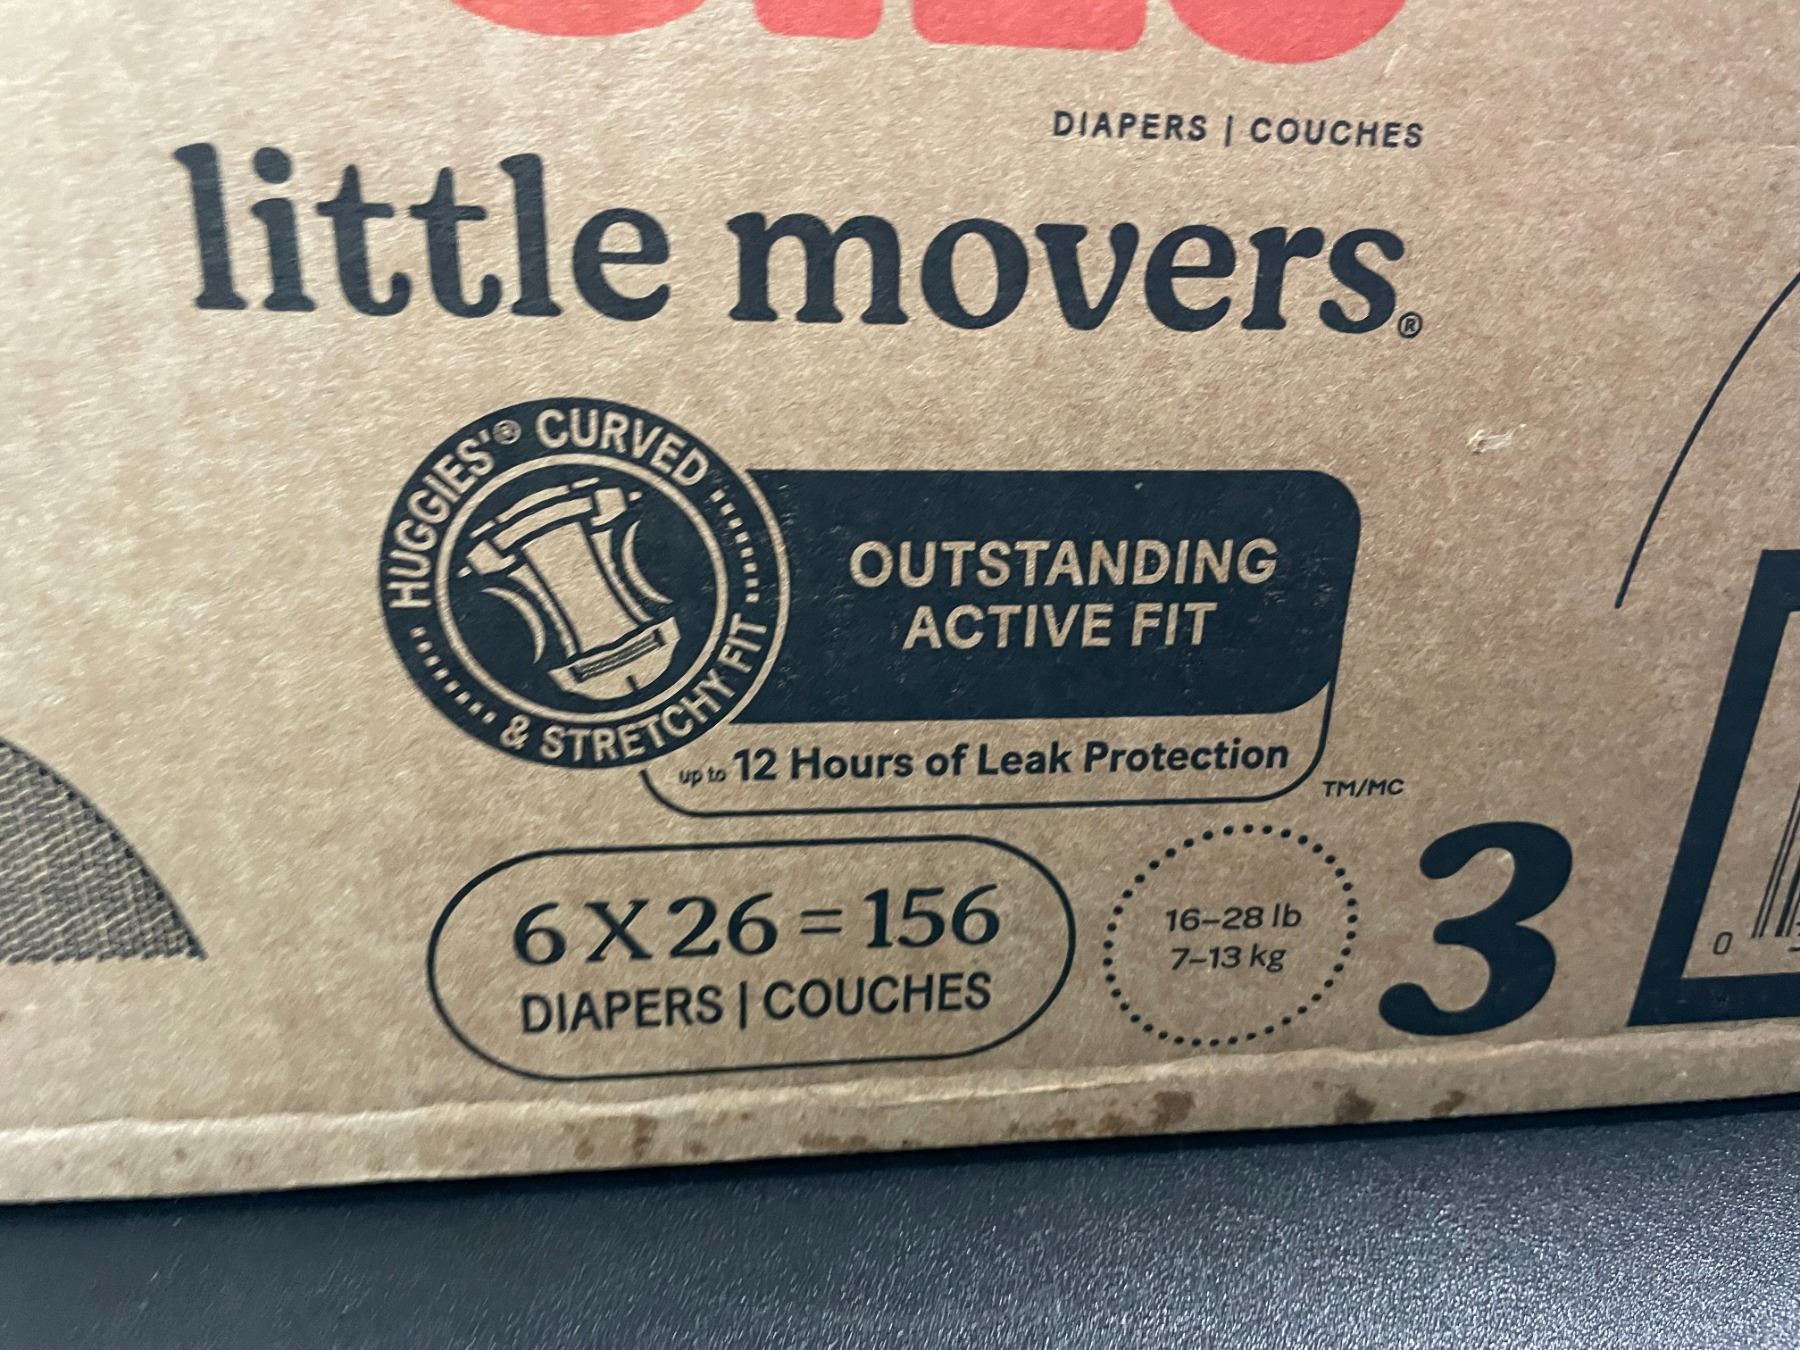 DIAPERS | COUCHES
little movers®
HUGGIES'® CURVED
& STRETCHY FIT
OUTSTANDING
ACTIVE FIT
up to 12 Hours of Leak Protection
TM/MC
6 X 26 = 156
DIAPERS | COUCHES
16–28 lb
7–13 kg
3
0